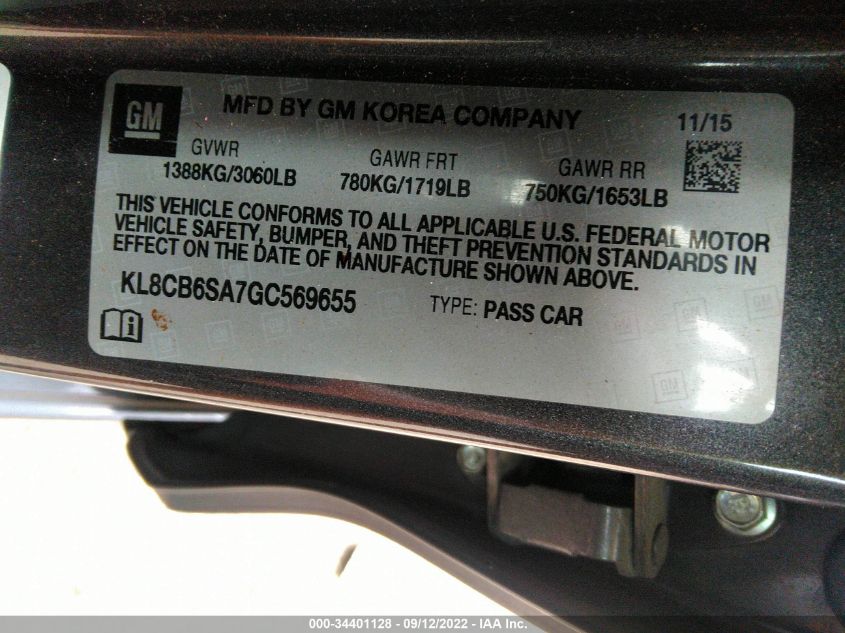 GM MFD BY GM KOREA COMPANY 11/15
GVWR GAWR FRT GAWR RR
1388KG/3060LB 780KG/1719LB 750KG/1653LB
THIS VEHICLE CONFORMS TO ALL APPLICABLE U.S. FEDERAL MOTOR
VEHICLE SAFETY, BUMPER, AND THEFT PREVENTION STANDARDS IN
EFFECT ON THE DATE OF MANUFACTURE SHOWN ABOVE.
KL8CB6SA7GC569655 TYPE: PASS CAR
i
GM
000-34401128 - 09/12/2022 - IAA Inc.